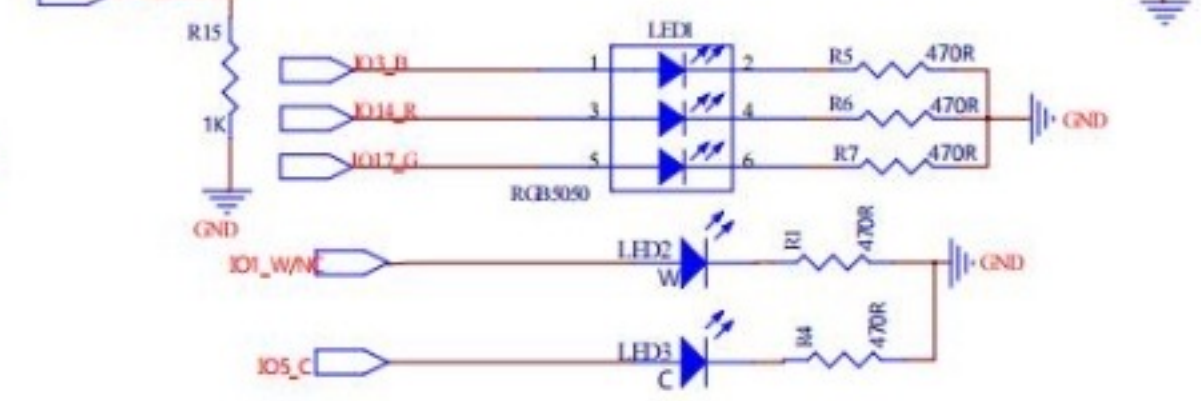 R15
1K
GND
LED1
IO3_B
1
2
R5
470R
IO14_R
3
4
R6
470R
GND
IO17_G
5
6
R7
470R
RGB5050
IO1_W/NC
LED2
W
R1
470R
GND
IO5_C
LED3
C
R4
470R